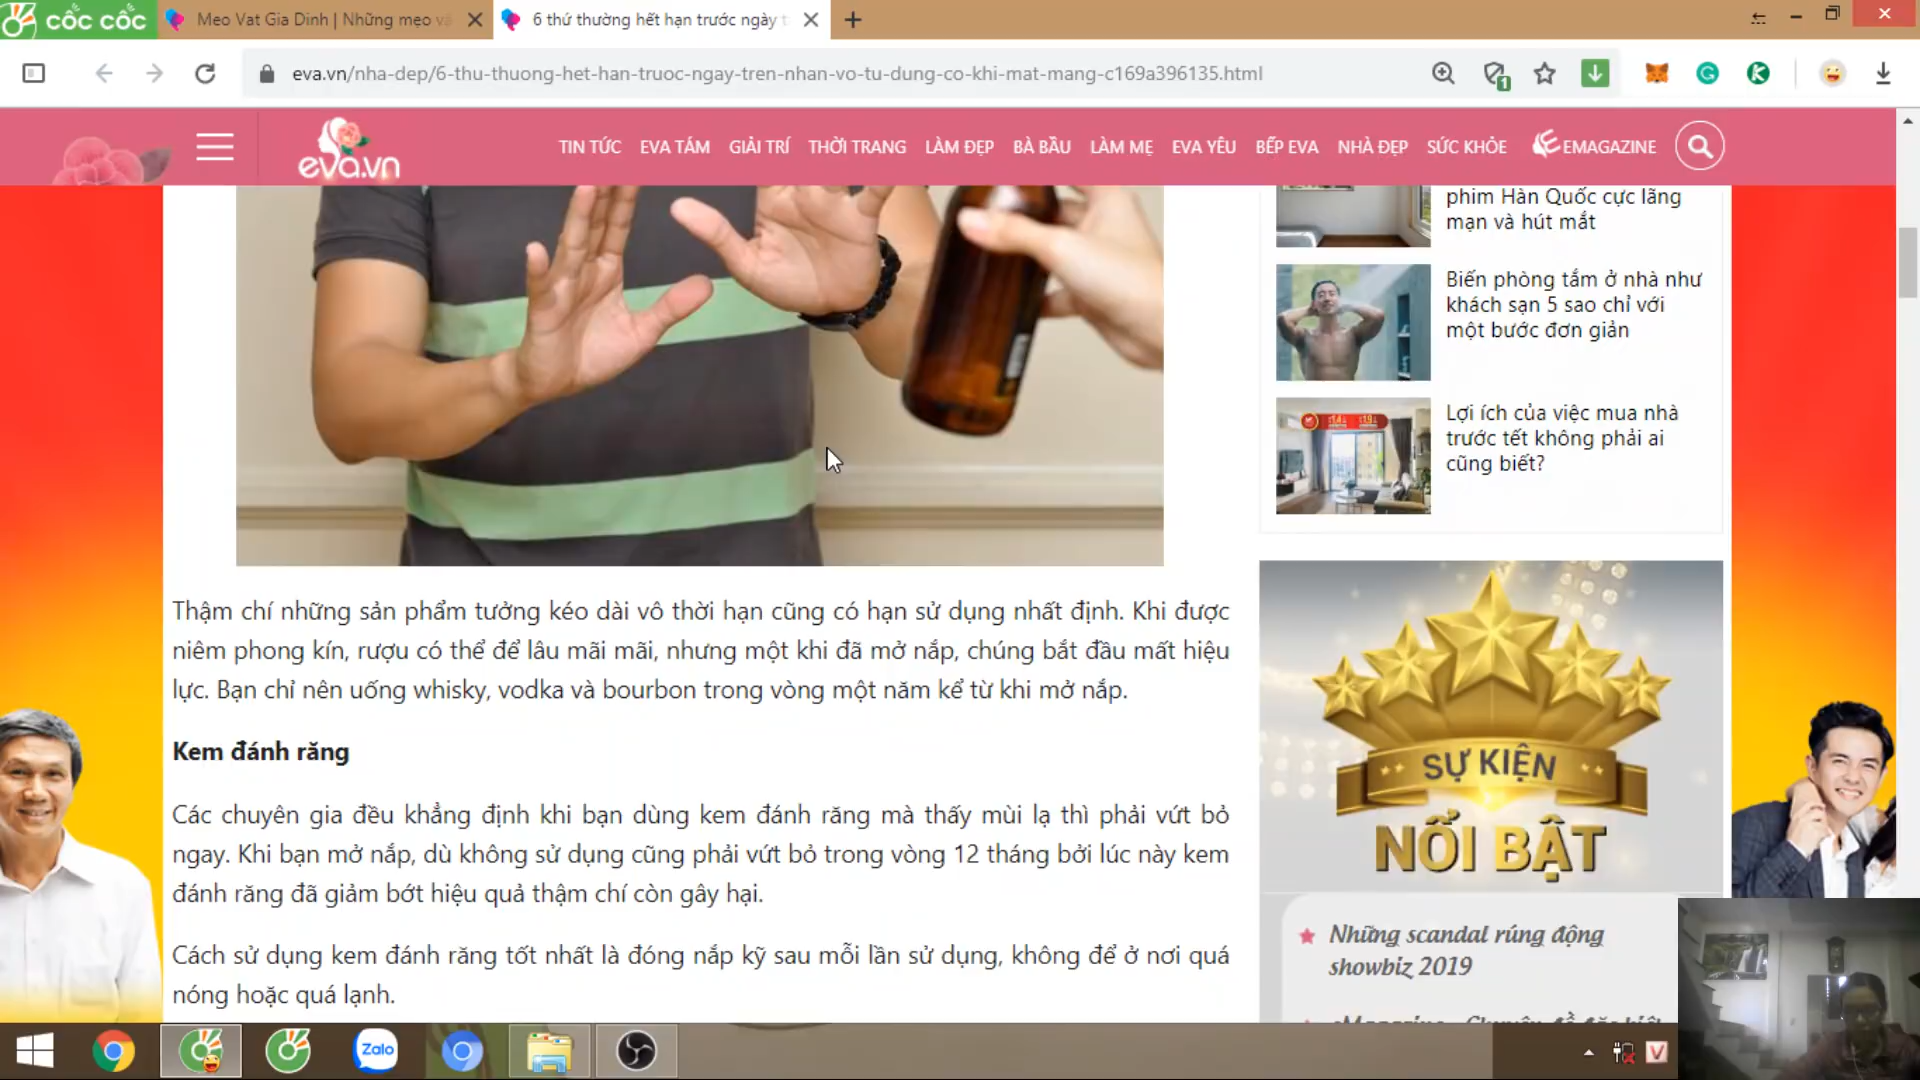 cốc cốc
Meo Vat Gia Dinh | Những mẹo vặ
6 thứ thường hết hạn trước ngày t
eva.vn/nha-dep/6-thu-thuong-het-han-truoc-ngay-tren-nhan-vo-tu-dung-co-khi-mat-mang-c169a396135.html
1
eva.vn
TIN TỨC EVA TÁM GIẢI TRÍ THỜI TRANG LÀM ĐẸP BÀ BẦU LÀM MẸ EVA YÊU BẾP EVA NHÀ ĐẸP SỨC KHỎE EMAGAZINE
phim Hàn Quốc cực lãng
mạn và hút mắt
Biến phòng tắm ở nhà như
khách sạn 5 sao chỉ với
một bước đơn giản
Lợi ích của việc mua nhà
trước tết không phải ai
cũng biết?
Thậm chí những sản phẩm tưởng kéo dài vô thời hạn cũng có hạn sử dụng nhất định. Khi được
niêm phong kín, rượu có thể để lâu mãi mãi, nhưng một khi đã mở nắp, chúng bắt đầu mất hiệu
lực. Bạn chỉ nên uống whisky, vodka và bourbon trong vòng một năm kể từ khi mở nắp.
Kem đánh răng
Các chuyên gia đều khẳng định khi bạn dùng kem đánh răng mà thấy mùi lạ thì phải vứt bỏ
ngay. Khi bạn mở nắp, dù không sử dụng cũng phải vứt bỏ trong vòng 12 tháng bởi lúc này kem
đánh răng đã giảm bớt hiệu quả thậm chí còn gây hại.
Cách sử dụng kem đánh răng tốt nhất là đóng nắp kỹ sau mỗi lần sử dụng, không để ở nơi quá
nóng hoặc quá lạnh.
SỰ KIỆN
NỔI BẬT
Những scandal rúng động
showbiz 2019
eMagazine - Chuyên đề đặc biệt
Zalo
V